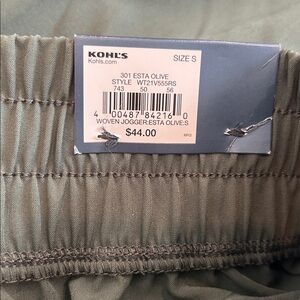 KOHL'S
Kohls.com
SIZE S
301 ESTA OLIVE
STYLE WT21V555RS
743 50 56
4 00487 84216 0
WOVEN JOGGER:ESTA OLIVE:S
$44.00